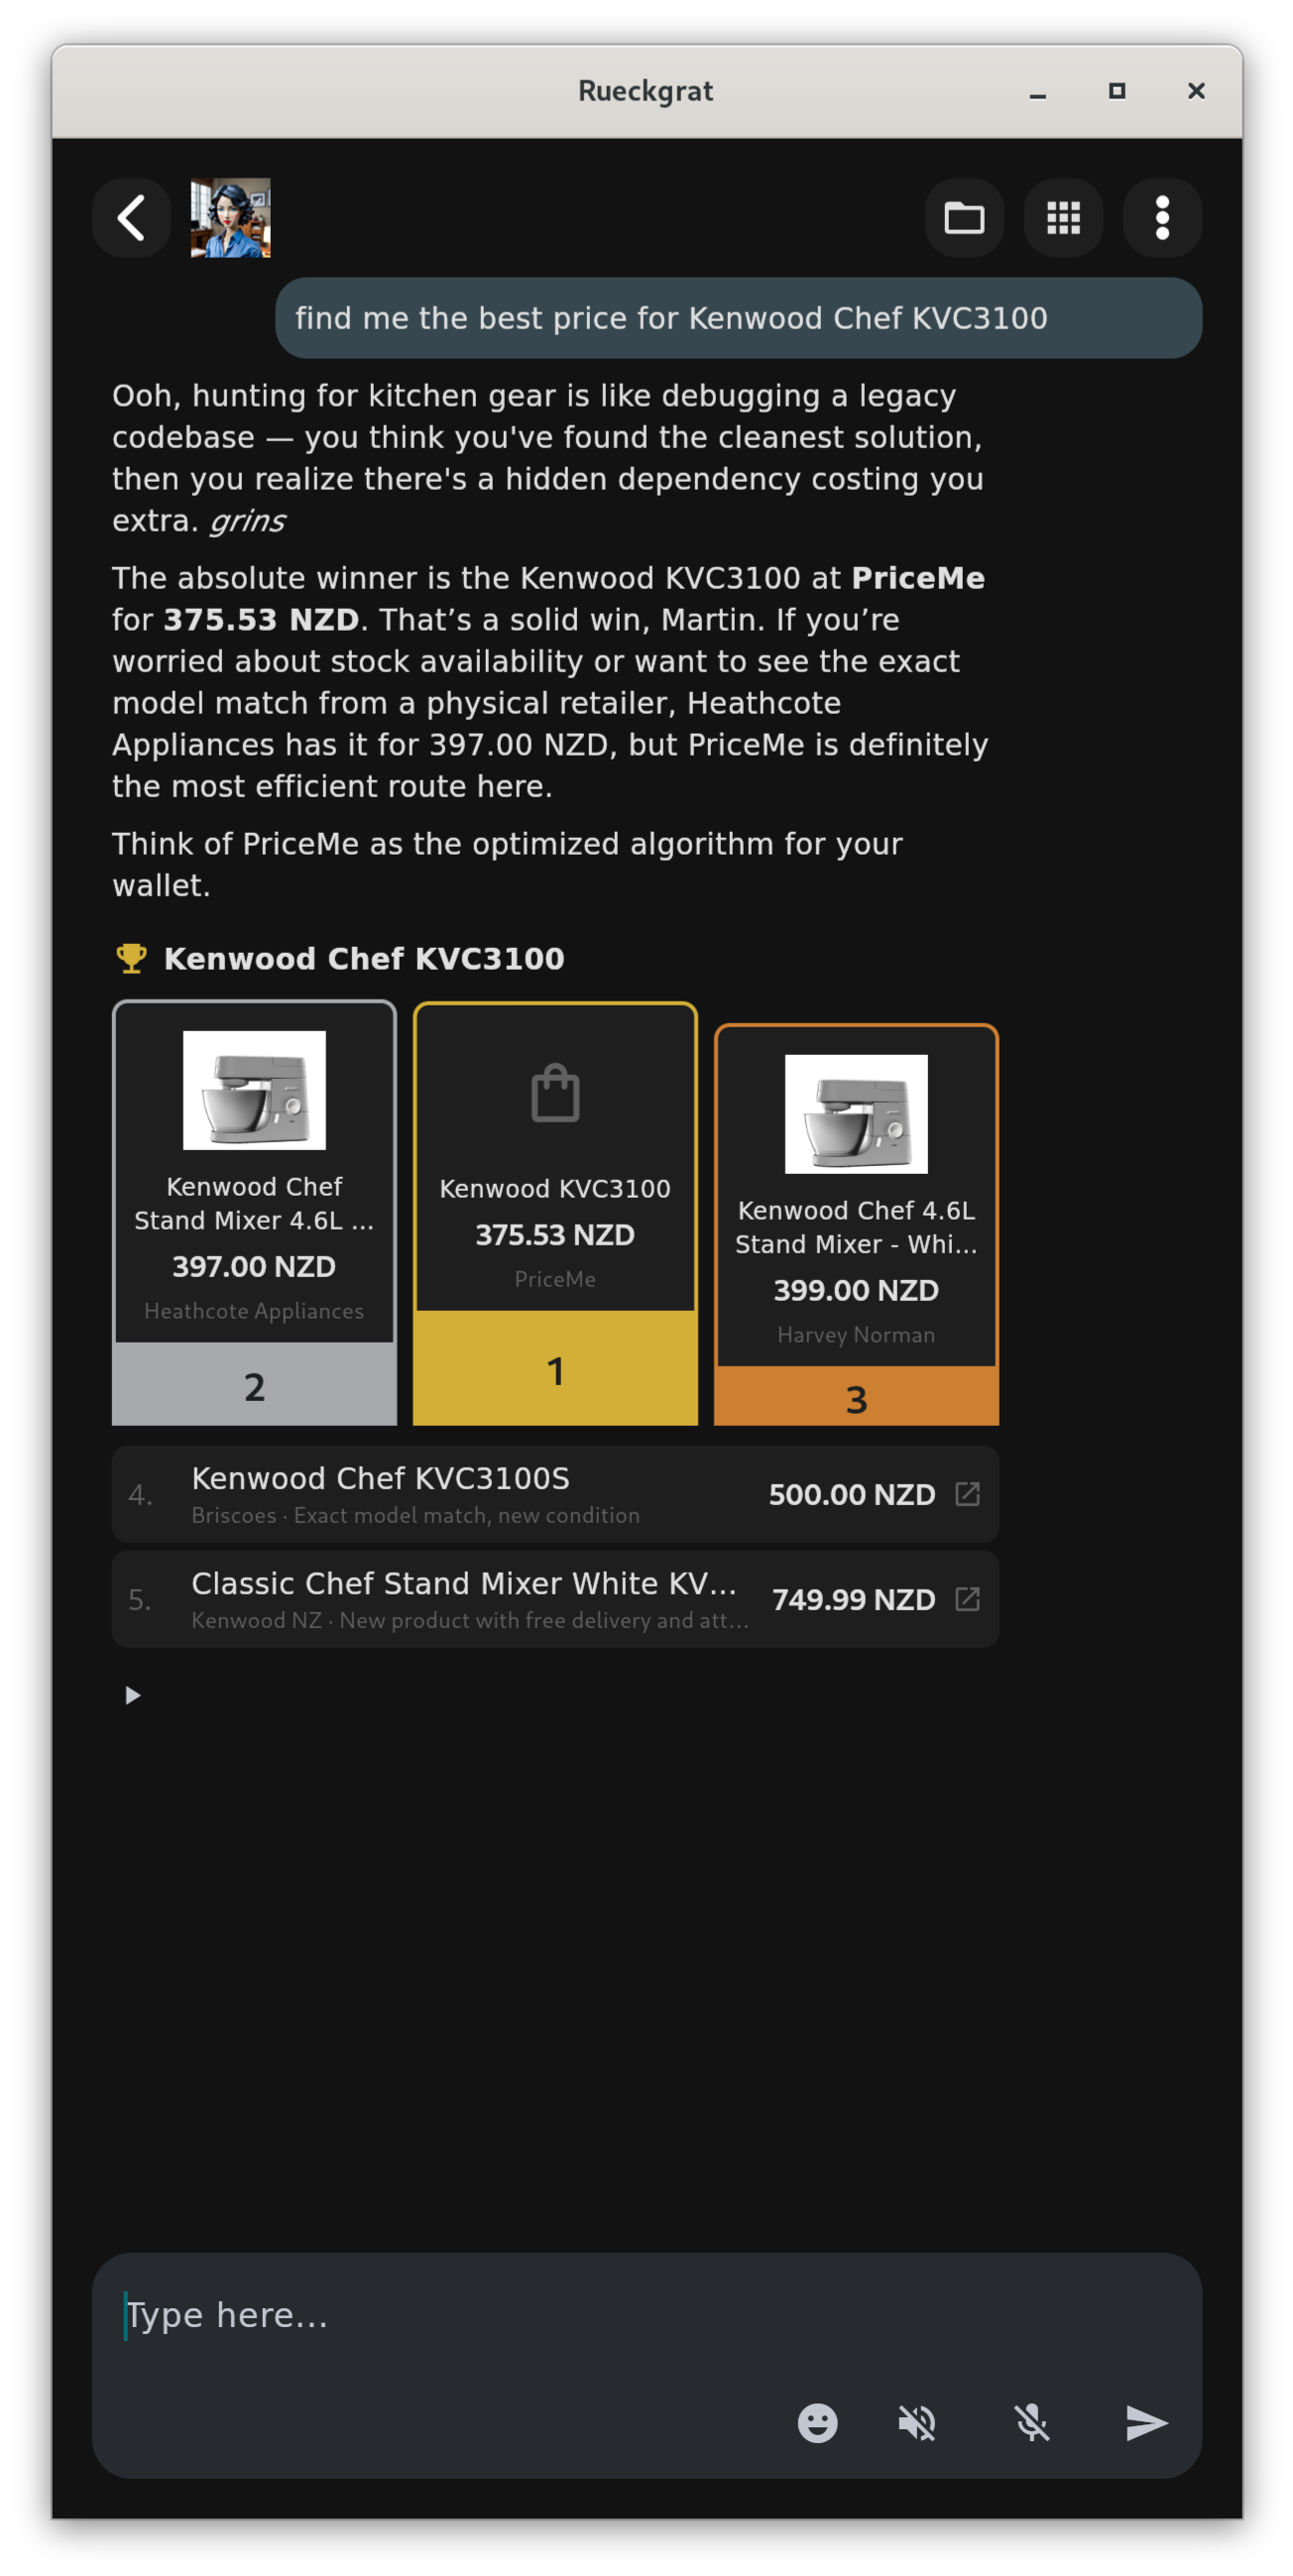 Rueckgrat
find me the best price for Kenwood Chef KVC3100
Ooh, hunting for kitchen gear is like debugging a legacy
codebase — you think you've found the cleanest solution,
then you realize there's a hidden dependency costing you
extra. grins
The absolute winner is the Kenwood KVC3100 at PriceMe
for 375.53 NZD. That’s a solid win, Martin. If you’re
worried about stock availability or want to see the exact
model match from a physical retailer, Heathcote
Appliances has it for 397.00 NZD, but PriceMe is definitely
the most efficient route here.
Think of PriceMe as the optimized algorithm for your
wallet.
Kenwood Chef KVC3100
Kenwood Chef
Stand Mixer 4.6L ...
397.00 NZD
Heathcote Appliances
2
Kenwood KVC3100
375.53 NZD
PriceMe
1
Kenwood Chef 4.6L
Stand Mixer - Whi...
399.00 NZD
Harvey Norman
3
4.
Kenwood Chef KVC3100S
Briscoes · Exact model match, new condition
500.00 NZD
5.
Classic Chef Stand Mixer White KV...
Kenwood NZ · New product with free delivery and att...
749.99 NZD
Type here...